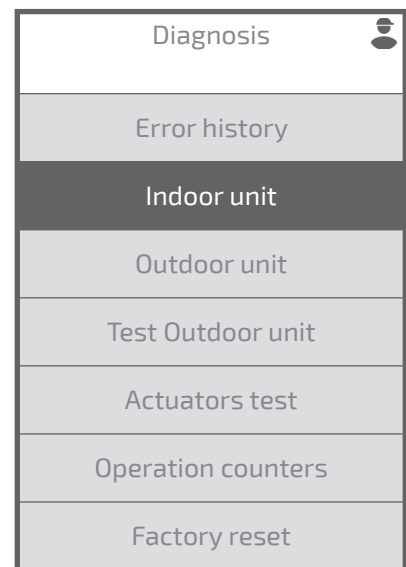 Diagnosis
Error history
Indoor unit
Outdoor unit
Test Outdoor unit
Actuators test
Operation counters
Factory reset